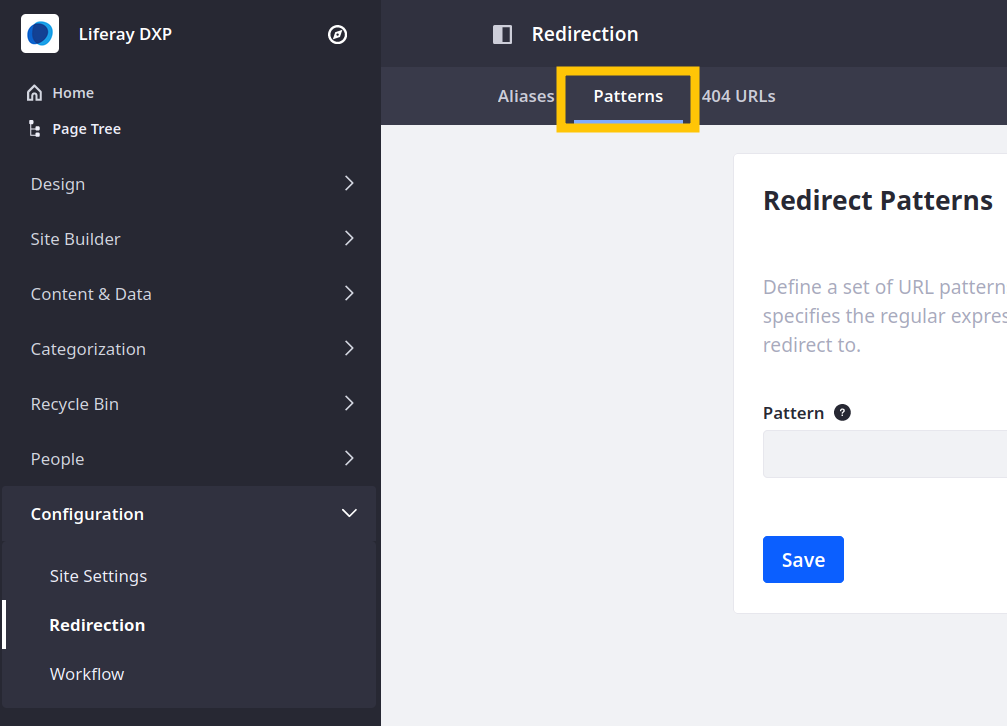 Liferay DXP
Home
Page Tree
Design
Site Builder
Content & Data
Categorization
Recycle Bin
People
Configuration
Site Settings
Redirection
Workflow
Redirection
Aliases
Patterns
404 URLs
Redirect Patterns
Define a set of URL pattern
specifies the regular expres
redirect to.
Pattern ?
Save